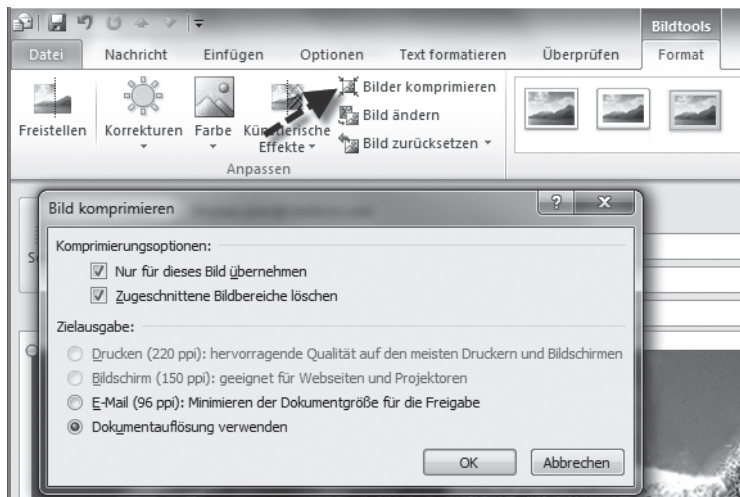 Bildtools
Datei Nachricht Einfügen Optionen Text formatieren Überprüfen Format
Freistellen Korrekturen Farbe Künstlerische Effekte
Bilder komprimieren
Bild ändern
Bild zurücksetzen
Anpassen
Bild komprimieren
Komprimierungsoptionen:
Nur für dieses Bild übernehmen
Zugeschnittene Bildbereiche löschen
Zielausgabe:
Drucken (220 ppi): hervorragende Qualität auf den meisten Druckern und Bildschirmen
Bildschirm (150 ppi): geeignet für Webseiten und Projektoren
E-Mail (96 ppi): Minimieren der Dokumentgröße für die Freigabe
Dokumentauflösung verwenden
OK Abbrechen